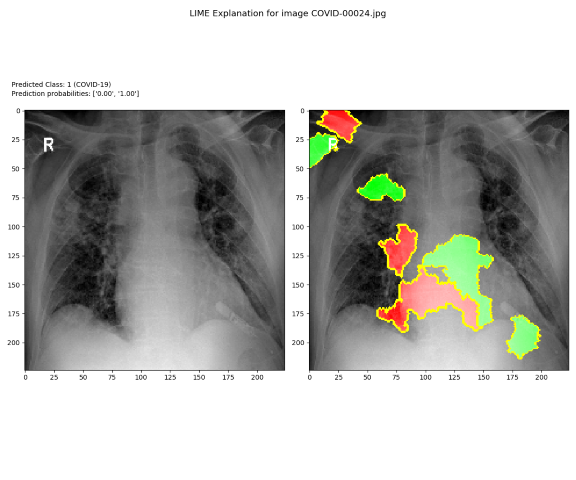 LIME Explanation for image COVID-00024.jpg
Predicted Class: 1 (COVID-19)
Prediction probabilities: ['0.00', '1.00']
0
25
50
75
100
125
150
175
200
0 25 50 75 100 125 150 175 200
R
0
25
50
75
100
125
150
175
200
0 25 50 75 100 125 150 175 200
R